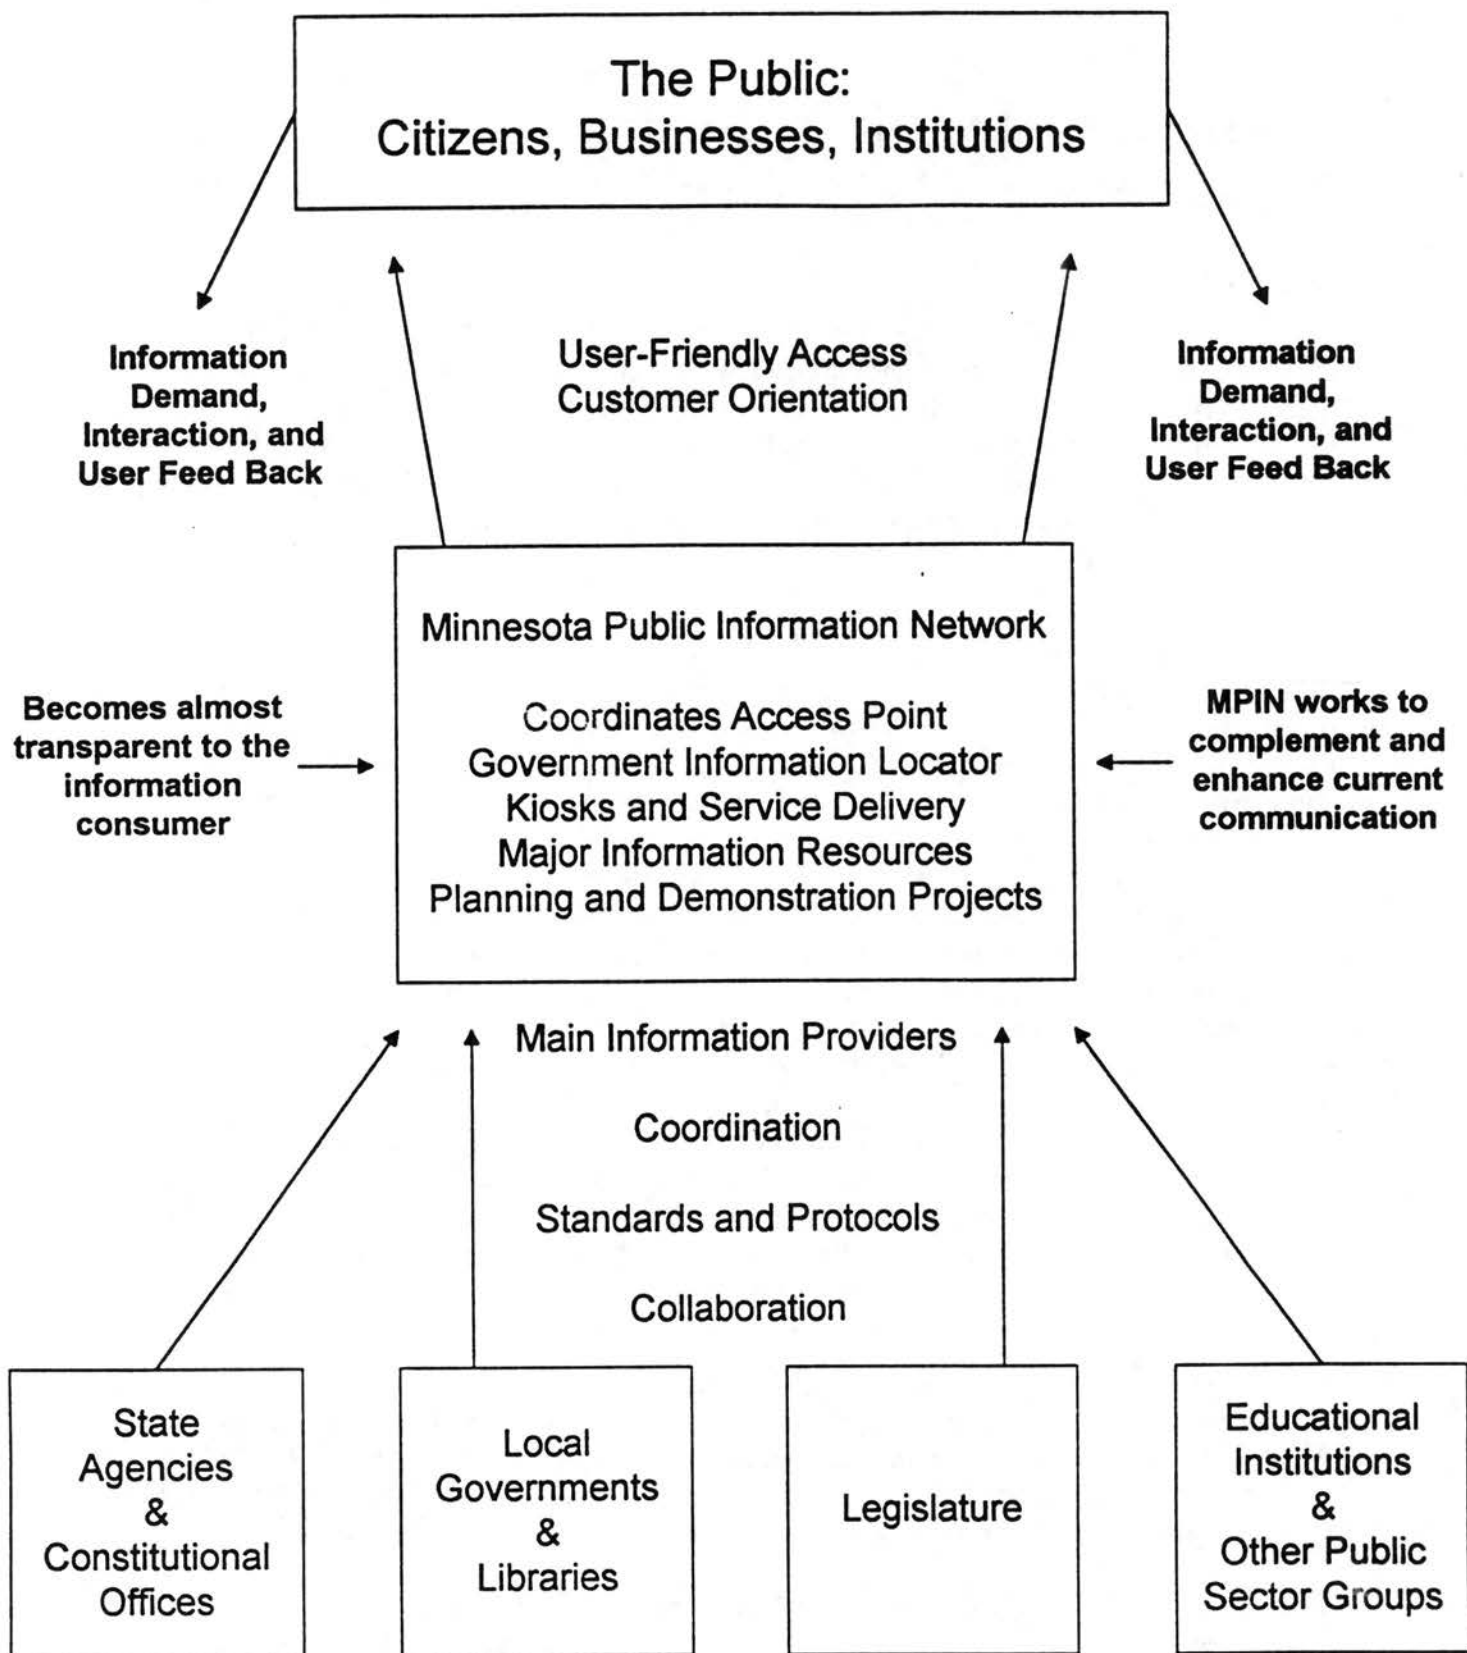 The Public:
Citizens, Businesses, Institutions
Information
Demand,
Interaction, and
User Feed Back
User-Friendly Access
Customer Orientation
Information
Demand,
Interaction, and
User Feed Back
Minnesota Public Information Network
Becomes almost
transparent to the
information
consumer
Coordinates Access Point
Government Information Locator
Kiosks and Service Delivery
Major Information Resources
Planning and Demonstration Projects
MPIN works to
complement and
enhance current
communication
Main Information Providers
Coordination
Standards and Protocols
Collaboration
State
Agencies
&
Constitutional
Offices
Local
Governments
&
Libraries
Legislature
Educational
Institutions
&
Other Public
Sector Groups